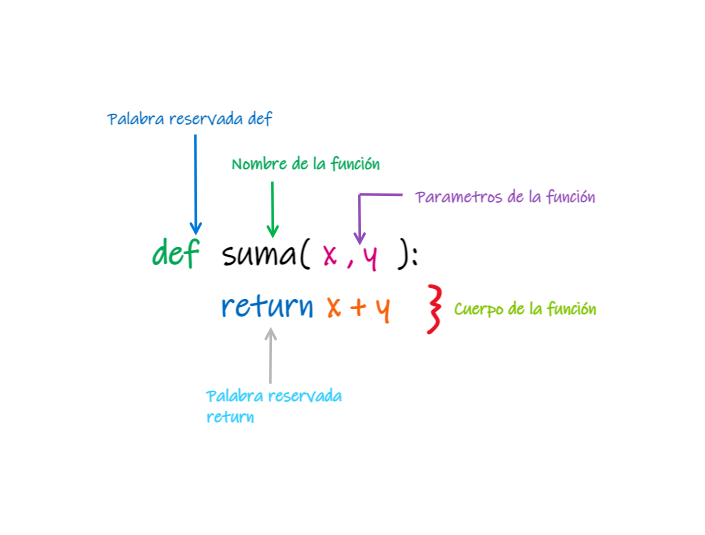 Palabra reservada def
Nombre de la función
Parametros de la función
def suma( x , y ):
return x + y
Cuerpo de la función
Palabra reservada
return